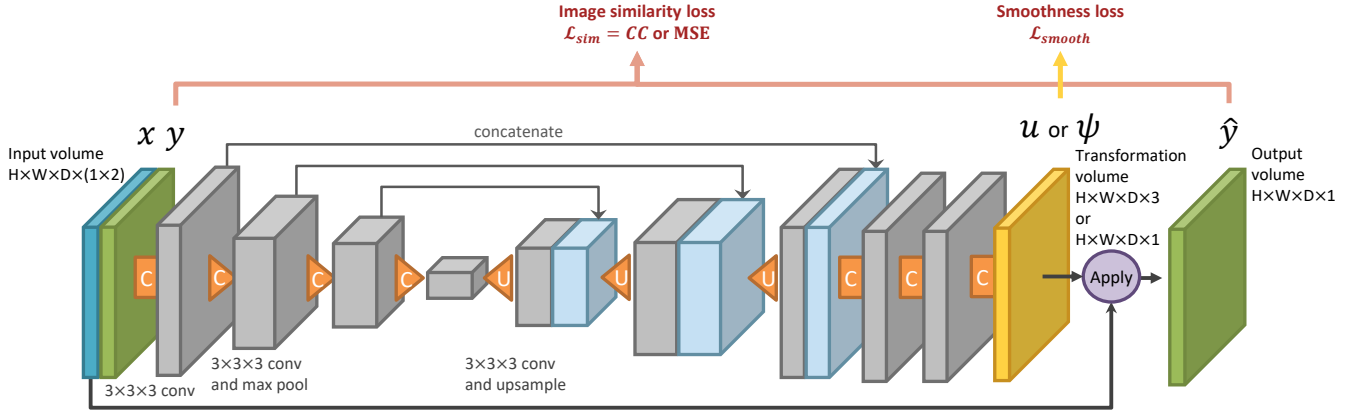 Image similarity loss
ℒ_sim = CC or MSE
Smoothness loss
ℒ_smooth
x y
concatenate
u or ψ
ŷ
Input volume
H×W×D×(1×2)
Transformation
volume
H×W×D×3
or
H×W×D×1
Output
volume
H×W×D×1
C
C
C
C
U
U
U
C
C
C
Apply
3×3×3 conv
3×3×3 conv
and max pool
3×3×3 conv
and upsample